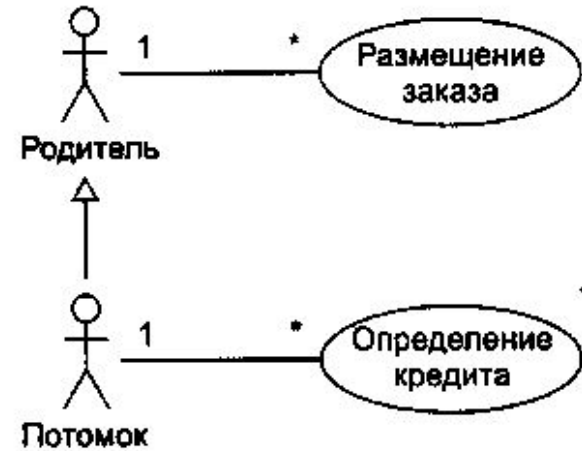 1 * Размещение
заказа
Родитель
1 * Определение
кредита
Потомок